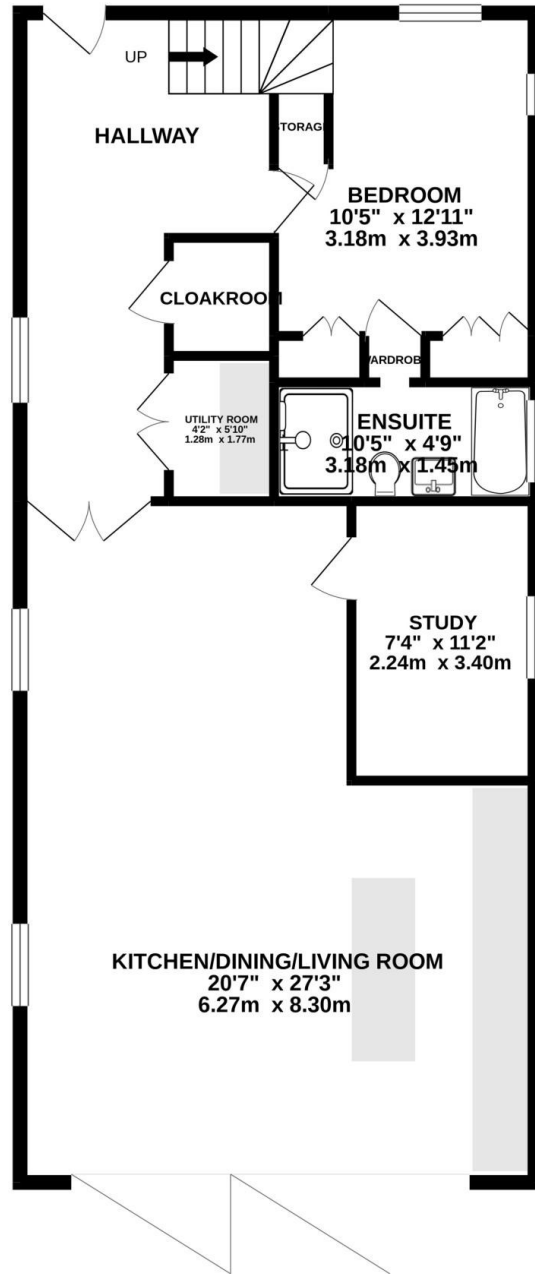 UP
HALLWAY
STORAGE
BEDROOM
10'5" x 12'11"
3.18m x 3.93m
CLOAKROOM
WARDROBE
UTILITY ROOM
4'2" x 5'10"
1.28m x 1.77m
ENSUITE
10'5" x 4'9"
3.18m x 1.45m
STUDY
7'4" x 11'2"
2.24m x 3.40m
KITCHEN/DINING/LIVING ROOM
20'7" x 27'3"
6.27m x 8.30m